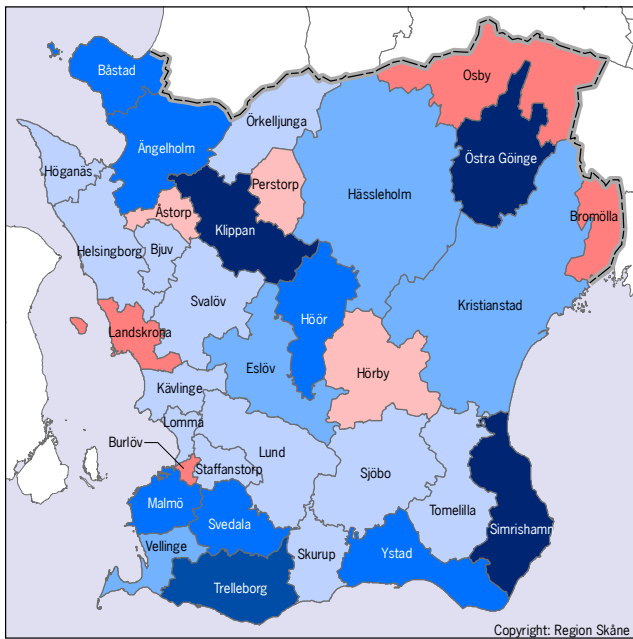 Båstad
Osby
Örkelljunga
Ängelholm
Östra Göinge
Höganäs
Perstorp
Hässleholm
Åstorp
Bromölla
Klippan
Helsingborg
Bjuv
Svalöv
Kristianstad
Höör
Landskrona
Eslöv
Hörby
Kävlinge
Lomma
Burlöv
Lund
Staffanstorp
Sjöbo
Malmö
Tomelilla
Svedala
Simrishamn
Vellinge
Skurup
Ystad
Trelleborg
Copyright: Region Skåne